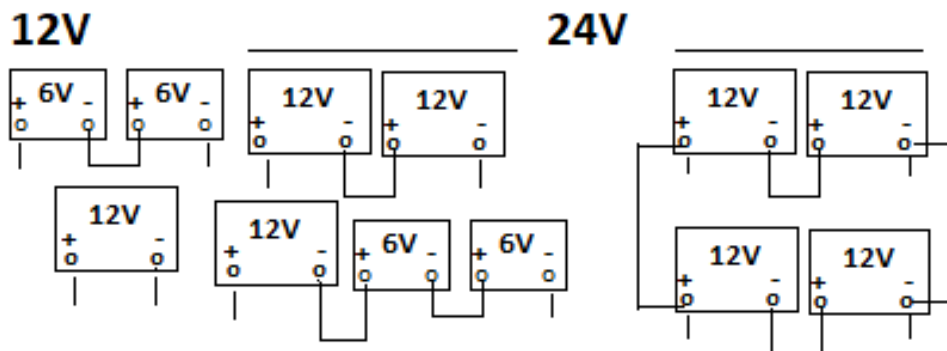 12V 24V
6V 6V 12V 12V 12V 12V
+ - + - + - + - + - + -
o o o o o o o o o o o o
12V 12V 6V 6V 12V 12V
+ - + - + - + - + - + -
o o o o o o o o o o o o